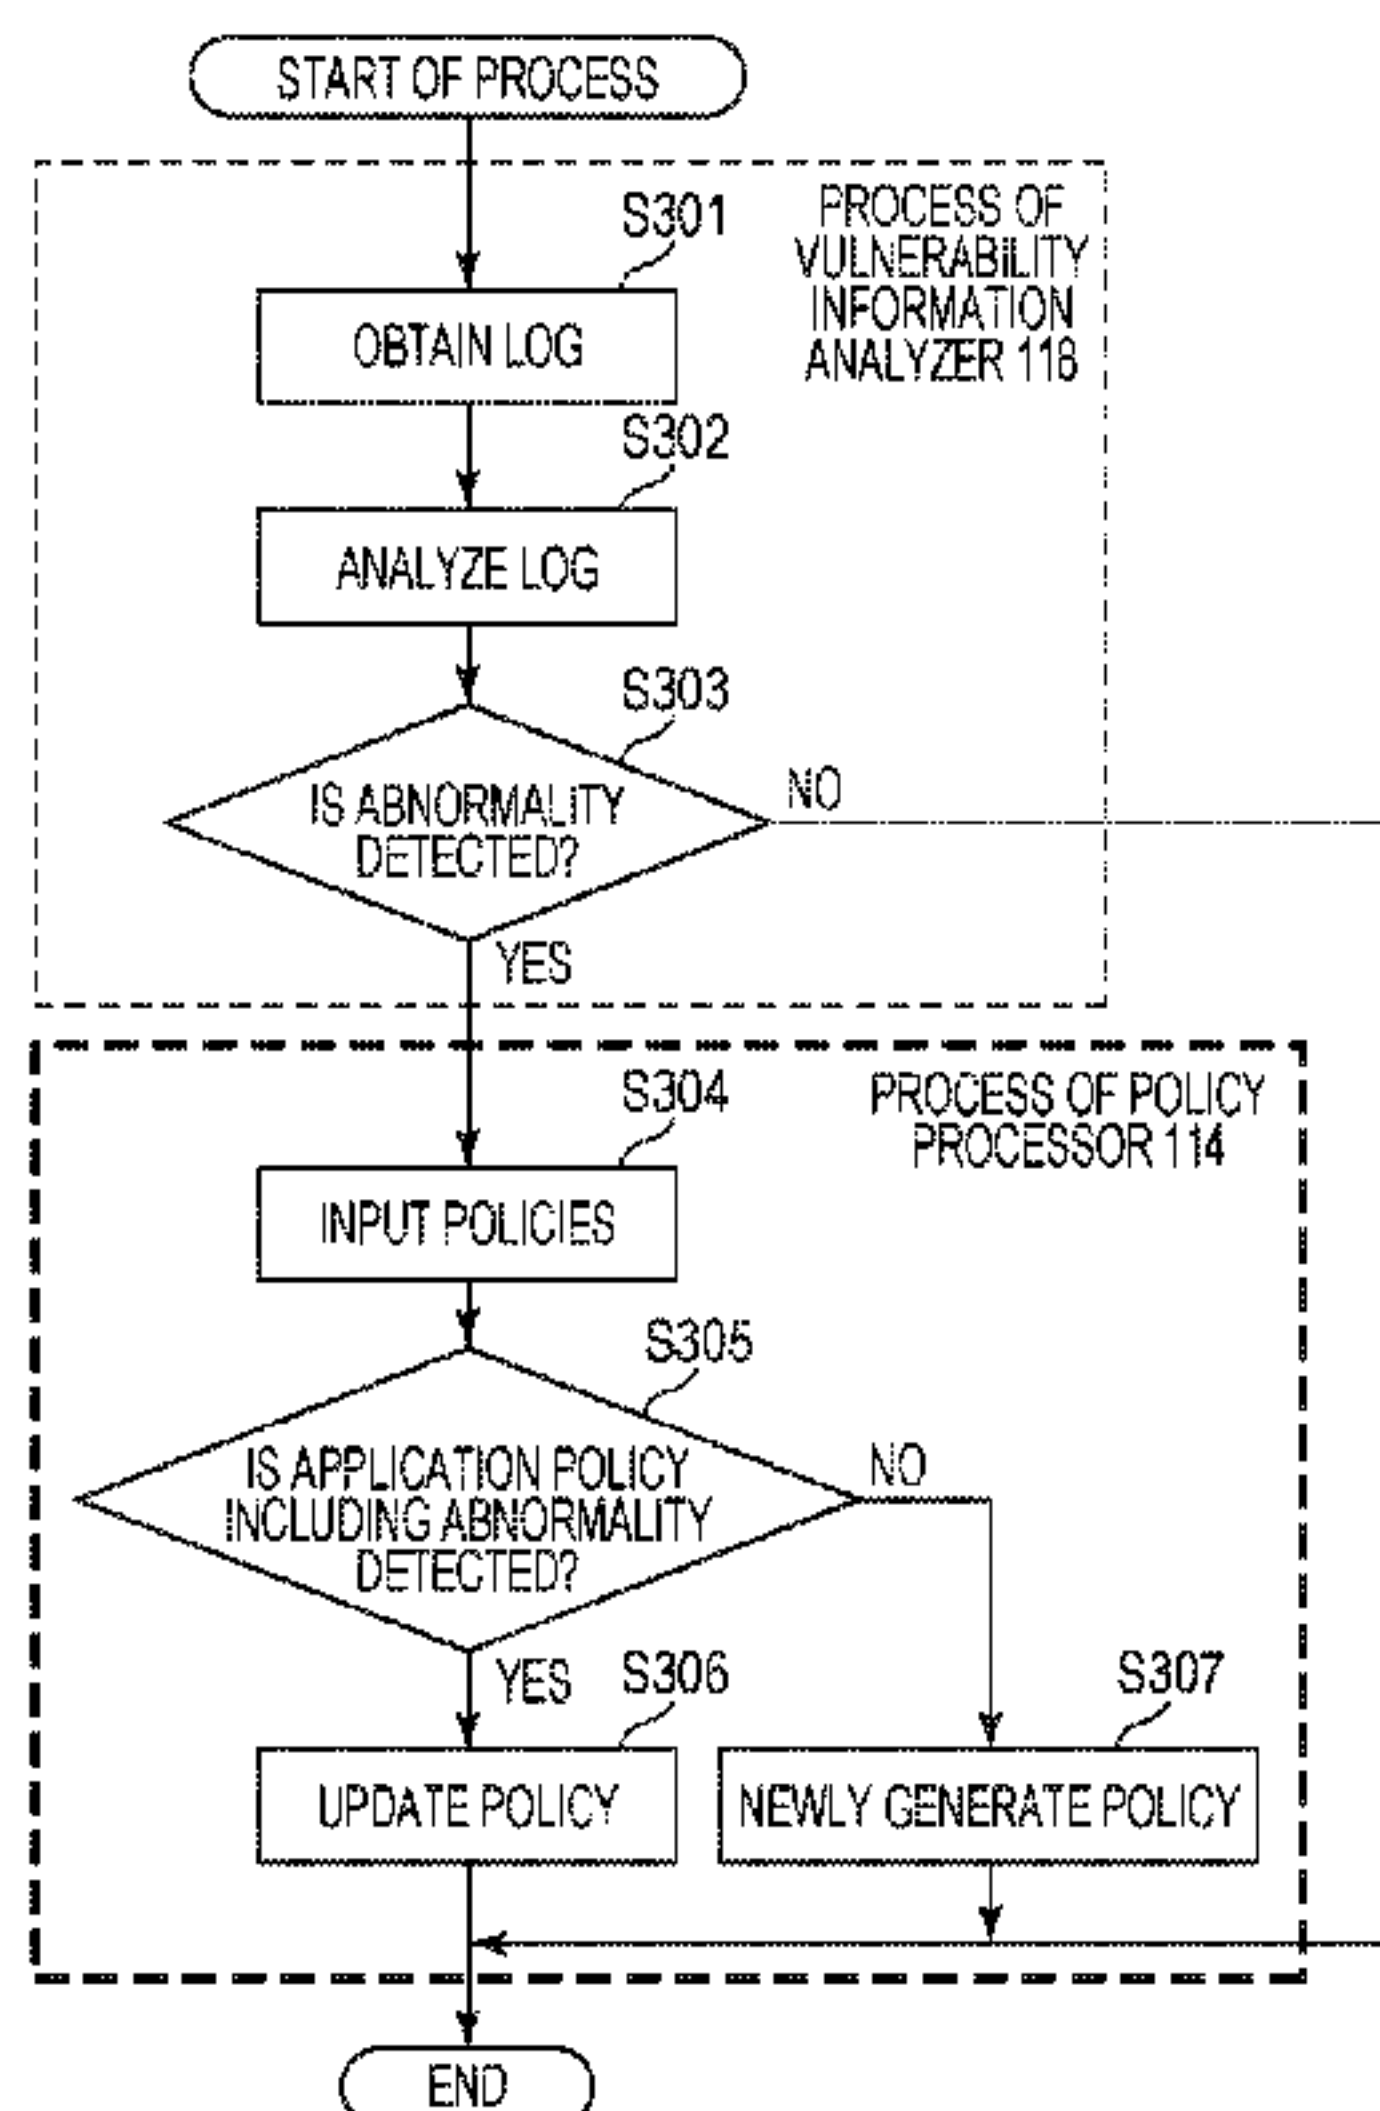 START OF PROCESS
PROCESS OF
VULNERABILITY
INFORMATION
ANALYZER 118
S301
OBTAIN LOG
S302
ANALYZE LOG
S303
IS ABNORMALITY
DETECTED?
NO
YES
PROCESS OF POLICY
PROCESSOR 114
S304
INPUT POLICIES
S305
IS APPLICATION POLICY
INCLUDING ABNORMALITY
DETECTED?
NO
YES
S306
UPDATE POLICY
S307
NEWLY GENERATE POLICY
END